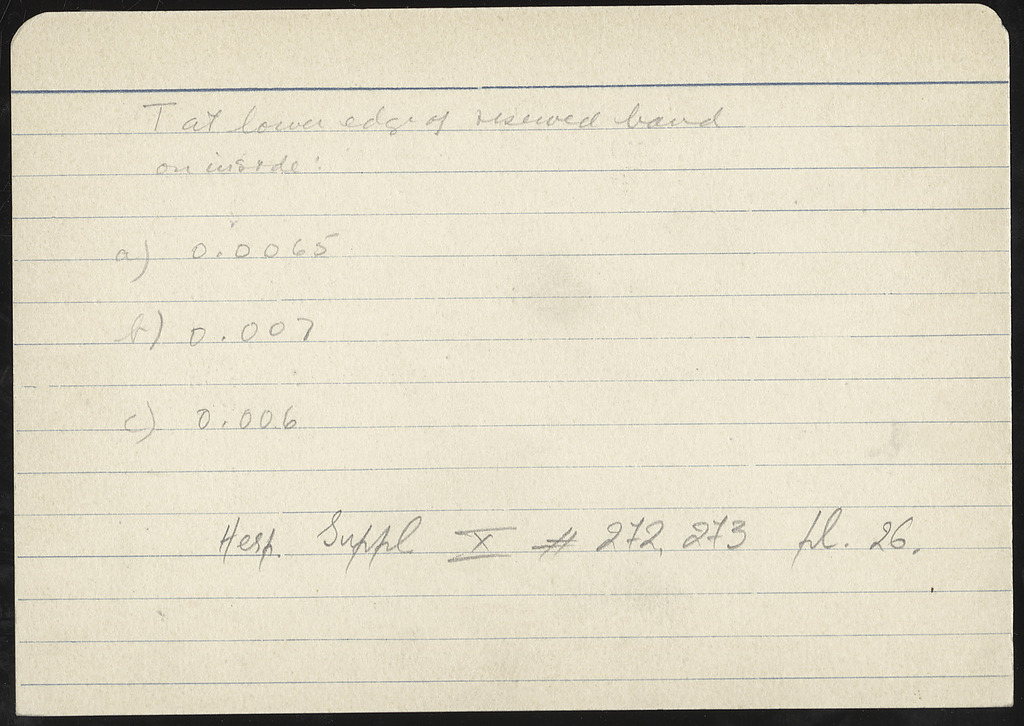 T at lower edge of reserved band
on inside:
a) 0.0065
b) 0.007
c) 0.006
Hesp. Suppl X # 272, 273 pl. 26.